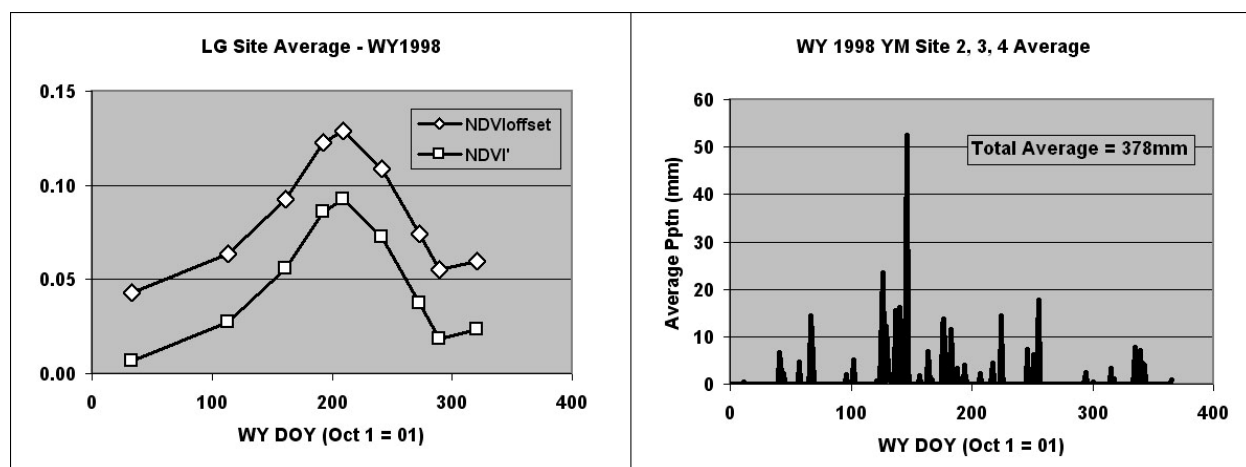 LG Site Average - WY1998
0.15
0.10
0.05
0.00
NDVIoffset
NDVI'
0
100
200
300
400
WY DOY (Oct 1 = 01)
WY 1998 YM Site 2, 3, 4 Average
Average Pptn (mm)
60
50
40
30
20
10
0
Total Average = 378mm
0
100
200
300
400
WY DOY (Oct 1 = 01)